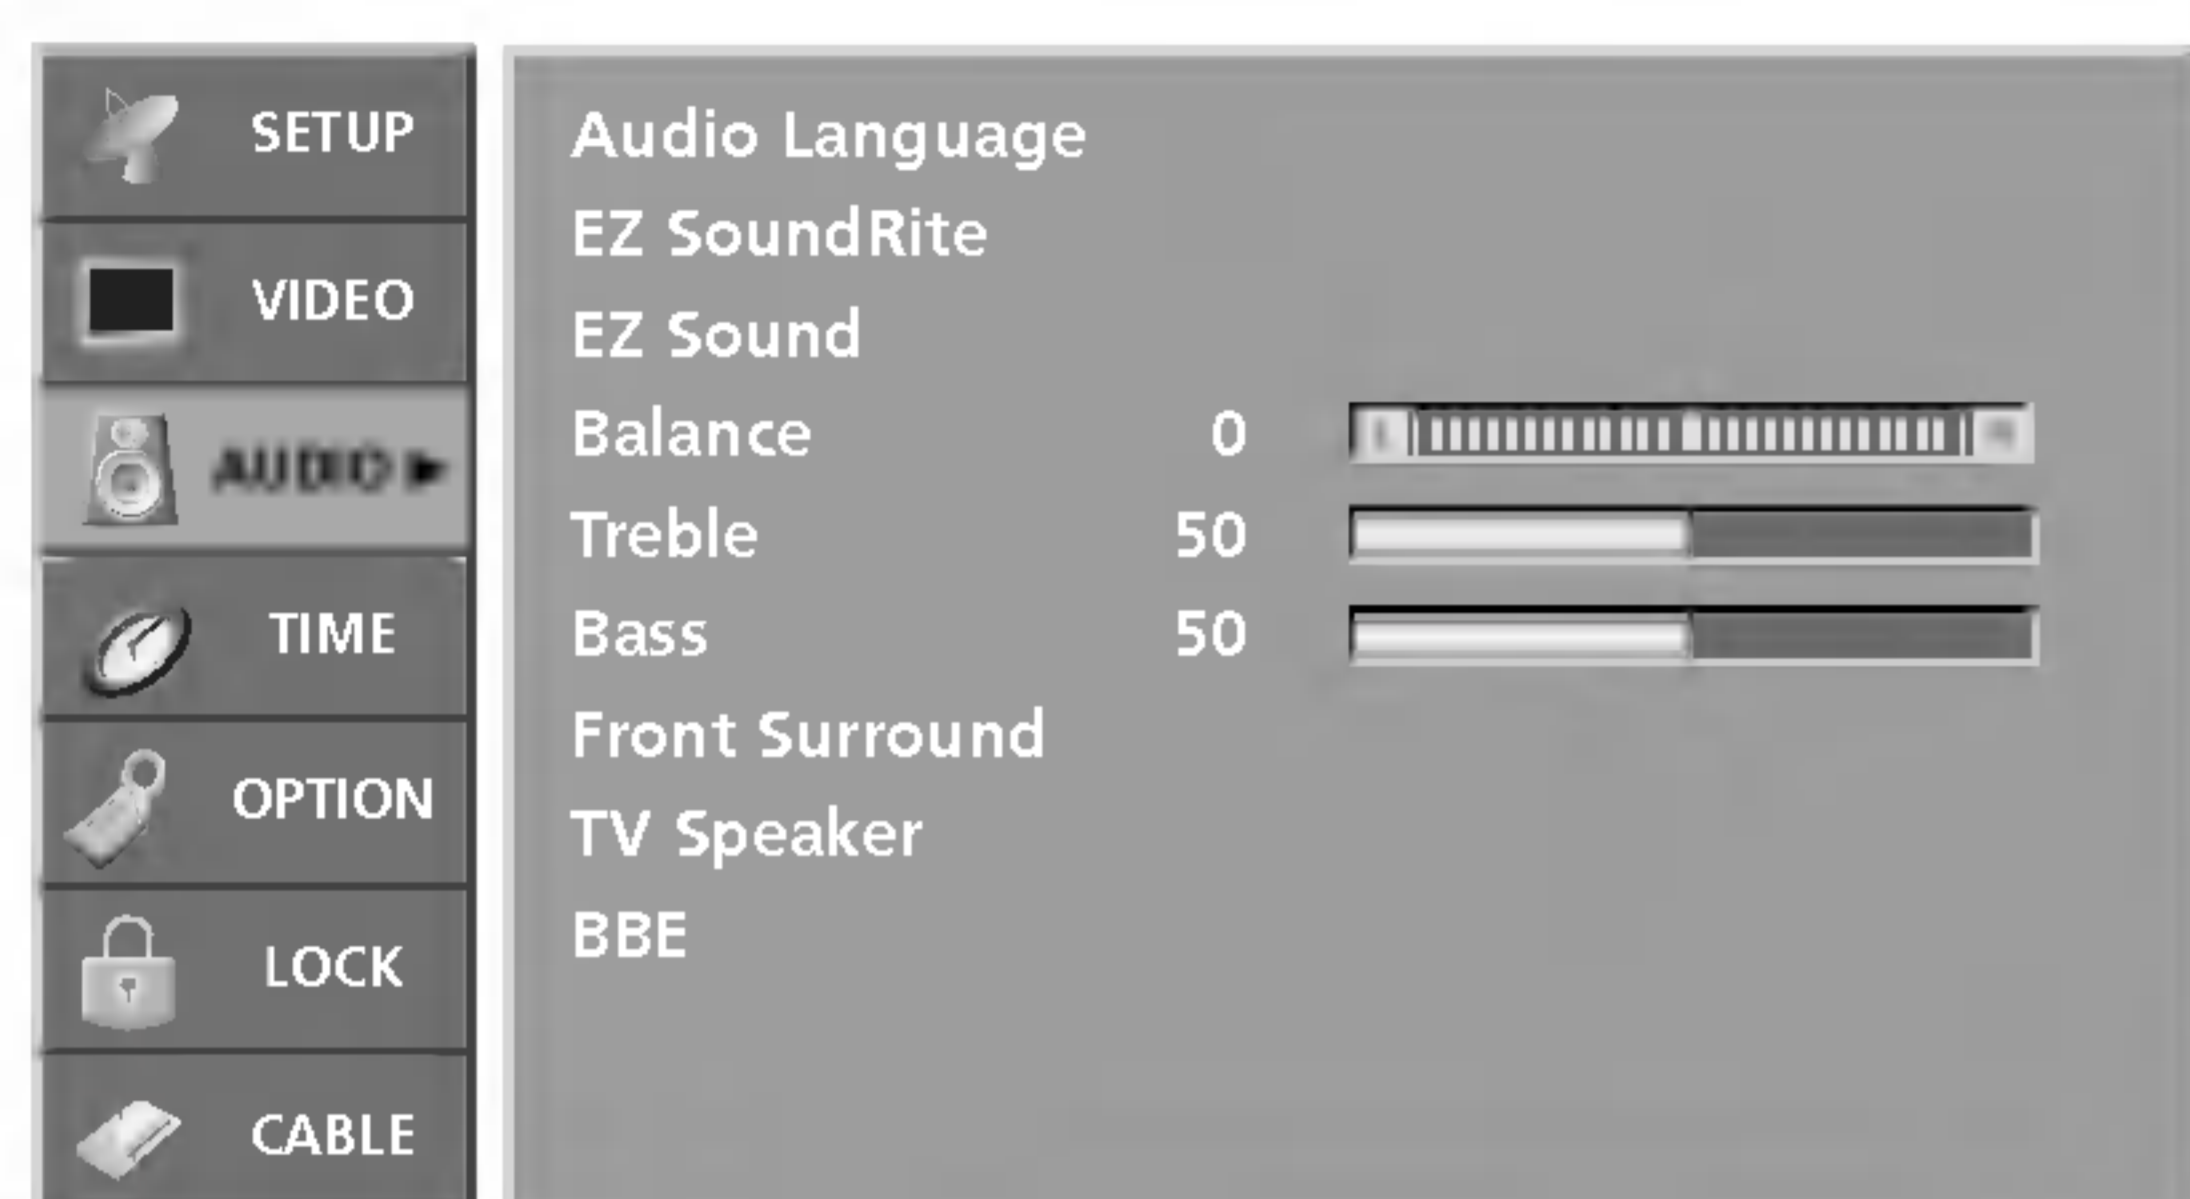 SETUP
VIDEO
AUDIO
TIME
OPTION
LOCK
CABLE
Audio Language
EZ SoundRite
EZ Sound
Balance 0
Treble 50
Bass 50
Front Surround
TV Speaker
BBE